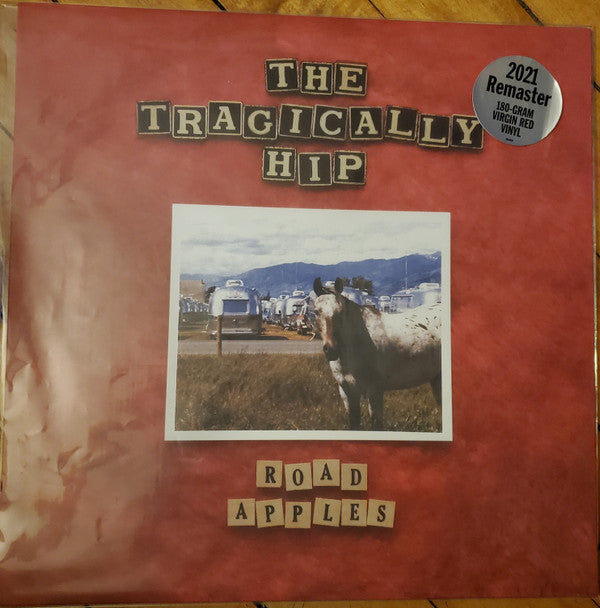 THE
TRAGICALLY
HIP
2021
Remaster
180-GRAM
VIRGIN RED
VINYL
ROAD
APPLES